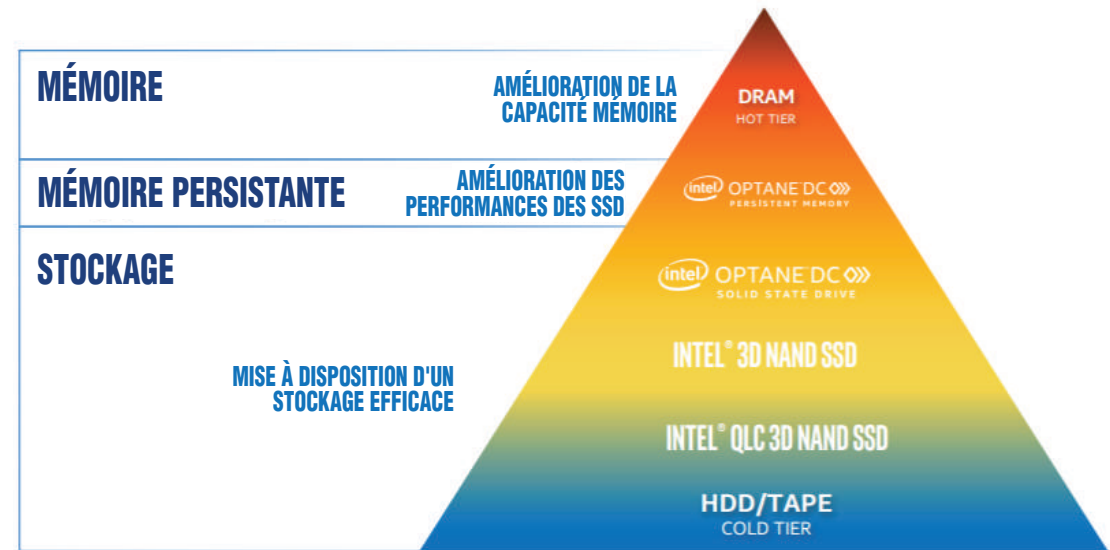 MÉMOIRE
AMÉLIORATION DE LA
CAPACITÉ MÉMOIRE
DRAM
HOT TIER
MÉMOIRE PERSISTANTE
AMÉLIORATION DES
PERFORMANCES DES SSD
intel OPTANE DC
PERSISTENT MEMORY
STOCKAGE
intel OPTANE DC
SOLID STATE DRIVE
INTEL® 3D NAND SSD
MISE À DISPOSITION D'UN
STOCKAGE EFFICACE
INTEL® QLC 3D NAND SSD
HDD/TAPE
COLD TIER